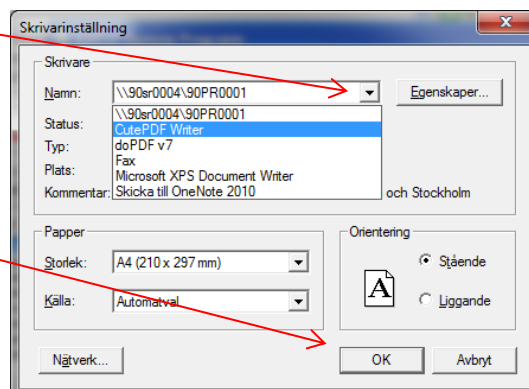 Skrivarinställning
Skrivare
Namn: \\90sr0004\90PR0001 Egenskaper...
\\90sr0004\90PR0001
Status: CutePDF Writer
Typ: doPDF v7
Fax
Plats: Microsoft XPS Document Writer
Kommentar: Skicka till OneNote 2010 och Stockholm
Papper
Storlek: A4 (210 x 297 mm)
Källa: Automatval
Orientering
A
Stående
Liggande
Nätverk... OK Avbryt